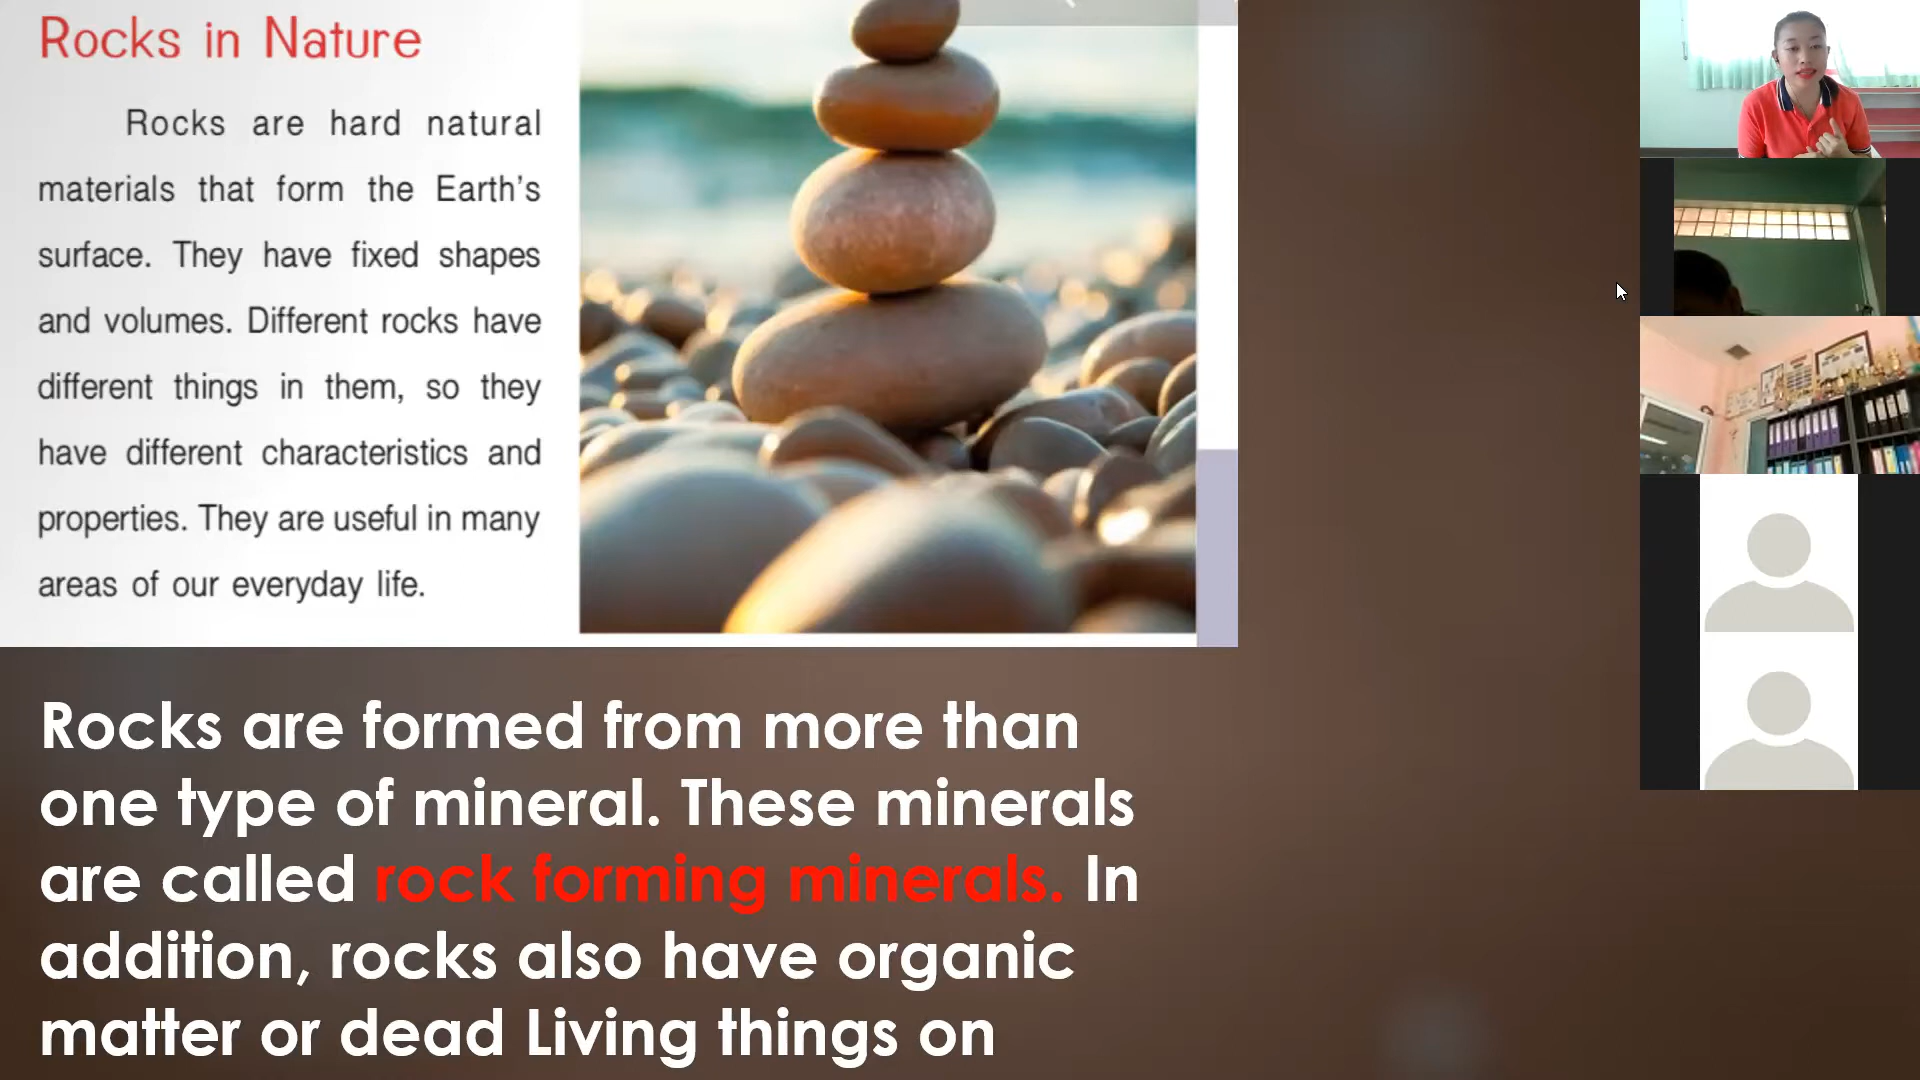 Rocks in Nature
Rocks are hard natural
materials that form the Earth's
surface. They have fixed shapes
and volumes. Different rocks have
different things in them, so they
have different characteristics and
properties. They are useful in many
areas of our everyday life.
Rocks are formed from more than
one type of mineral. These minerals
are called rock forming minerals. In
addition, rocks also have organic
matter or dead Living things on